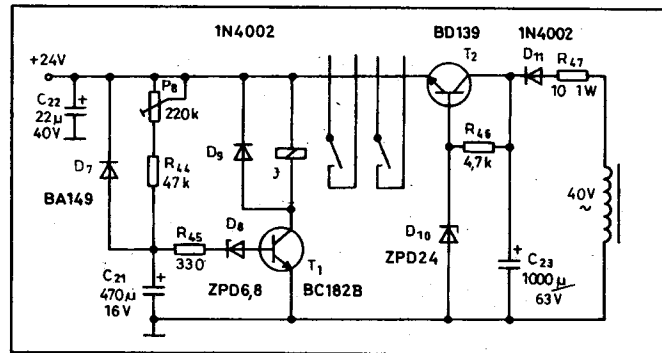 1N4002
BD139
1N4002
T2
D11
R47
10 1W
+24V
P8
220k
C22
22µ
40V
+
D7
BA149
R44
47k
D9
R46
4,7k
40V
~
R45
330
D8
ZPD6,8
T1
BC182B
D10
ZPD24
C23
1000µ
63V
+
C21
470µ
16V
+